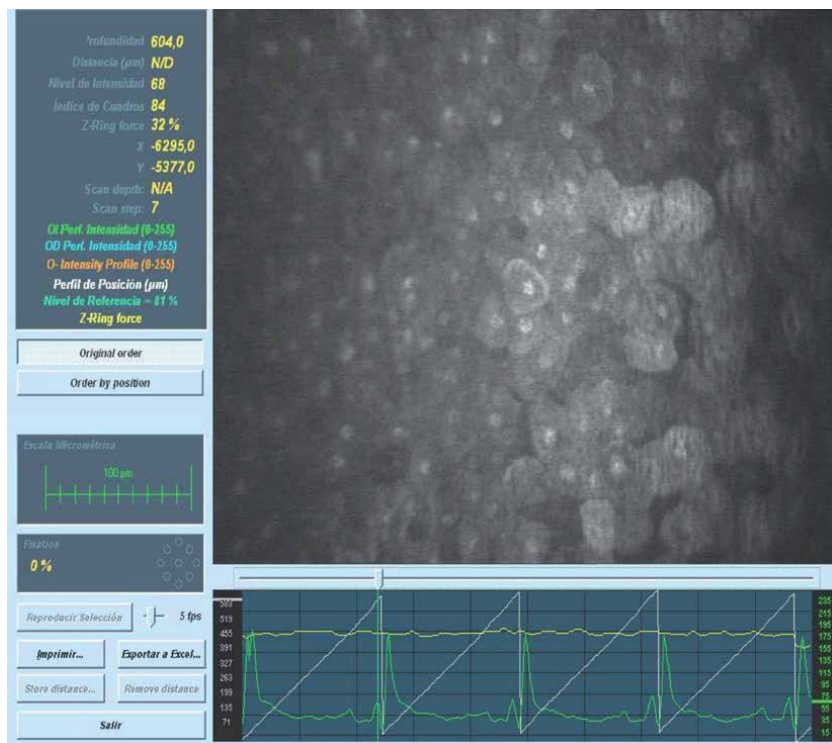 Profundidad 604,0
Distancia (µm) N/D
Nivel de Intensidad 68
Indice de Cuadros 84
Z-Ring force 32 %
X -6295,0
Y -5377,0
Scan depth: N/A
Scan step: 7
OI Perf. Intensidad (0-255)
OD Perf. Intensidad (0-255)
O- Intensity Profile (0-255)
Perfil de Posición (µm)
Nivel de Referencia = 81 %
Z-Ring force
Original order
Order by position
Escala Micrométrica
100 µm
Fixation
0 %
Reproducir Selección
5 fps
Imprimir...
Exportar a Excel...
Store distance...
Remove distance
Salir
583
519
455
391
327
263
199
135
71
235
215
195
175
155
135
115
95
75
55
35
15